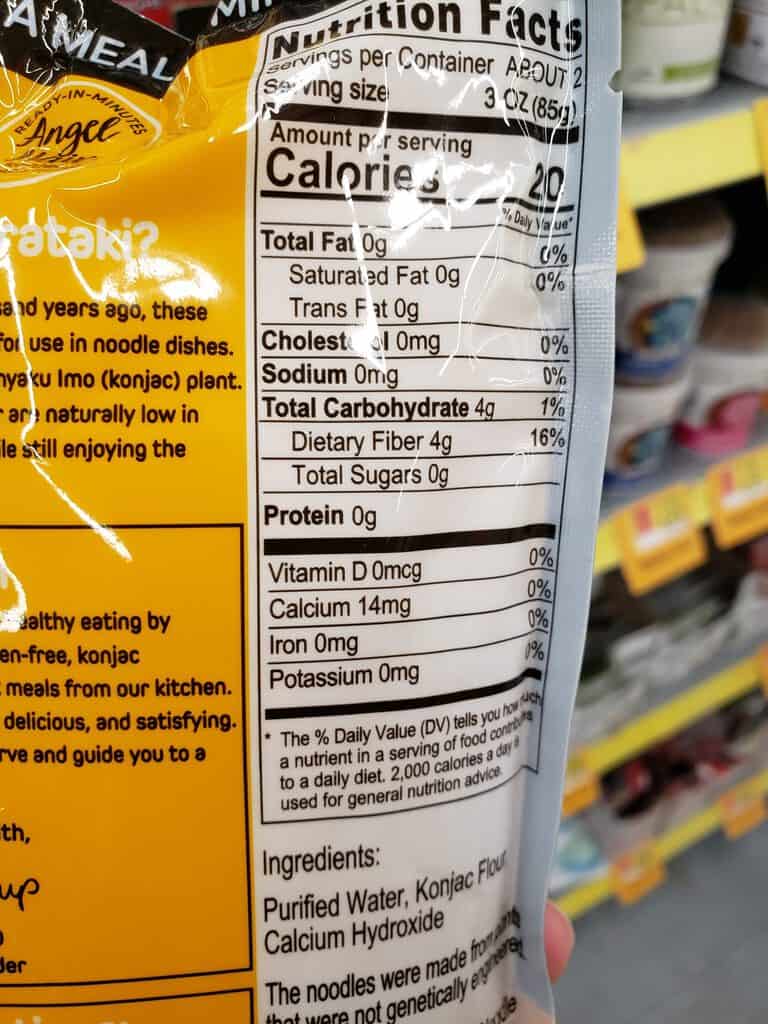 A MEAL
MI
READY-IN-MINUTES
Angel
rataki?
sand years ago, these
for use in noodle dishes.
nyaku Imo (konjac) plant.
r are naturally low in
ile still enjoying the
ealthy eating by
en-free, konjac
t meals from our kitchen.
delicious, and satisfying.
rve and guide you to a
th,
up
der
Nutrition Facts
Servings per Container ABOUT 2
Serving size 3 OZ (85g)
Amount per serving
Calories 20
% Daily Value*
Total Fat 0g 0%
Saturated Fat 0g 0%
Trans Fat 0g
Cholesterol 0mg 0%
Sodium 0mg 0%
Total Carbohydrate 4g 1%
Dietary Fiber 4g 16%
Total Sugars 0g
Protein 0g
Vitamin D 0mcg 0%
Calcium 14mg 0%
Iron 0mg 0%
Potassium 0mg 0%
* The % Daily Value (DV) tells you how much
a nutrient in a serving of food contributes
to a daily diet. 2,000 calories a day is
used for general nutrition advice.
Ingredients:
Purified Water, Konjac Flour,
Calcium Hydroxide
The noodles were made from plants
that were not genetically engineered.